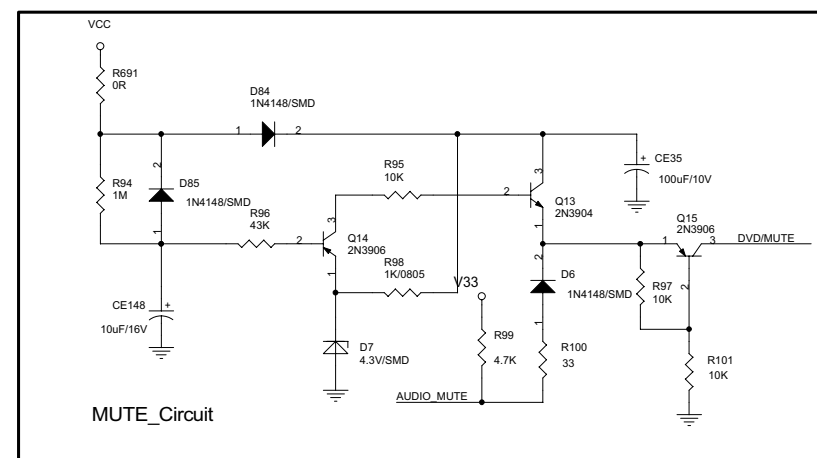 VCC
R691
0R
D84
1N4148/SMD
1
2
R94
1M
2
D85
1N4148/SMD
1
R95
10K
2
3
Q13
2N3904
1
CE35
100uF/10V
+
R96
43K
2
3
Q14
2N3906
1
R98
1K/0805
V33
Q15
2N3906
1
3
DVD/MUTE
2
2
D6
1N4148/SMD
1
R97
10K
CE148
+
10uF/16V
D7
4.3V/SMD
R99
4.7K
R100
33
R101
10K
AUDIO_MUTE
MUTE_Circuit